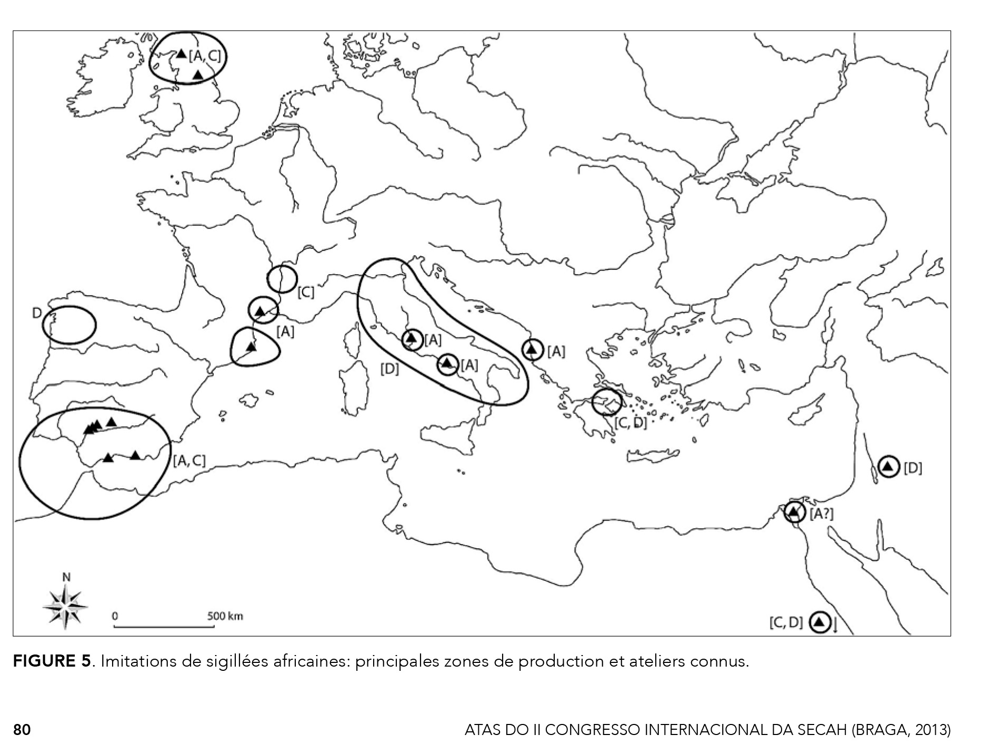 [A, C]
[C]
D
[A]
[A]
[A]
[A]
[D]
[C, D]
[A, C]
[D]
[A?]
N
0 500 km
[C, D]
FIGURE 5. Imitations de sigillées africaines: principales zones de production et ateliers connus.
80 ATAS DO II CONGRESSO INTERNACIONAL DA SECAH (BRAGA, 2013)